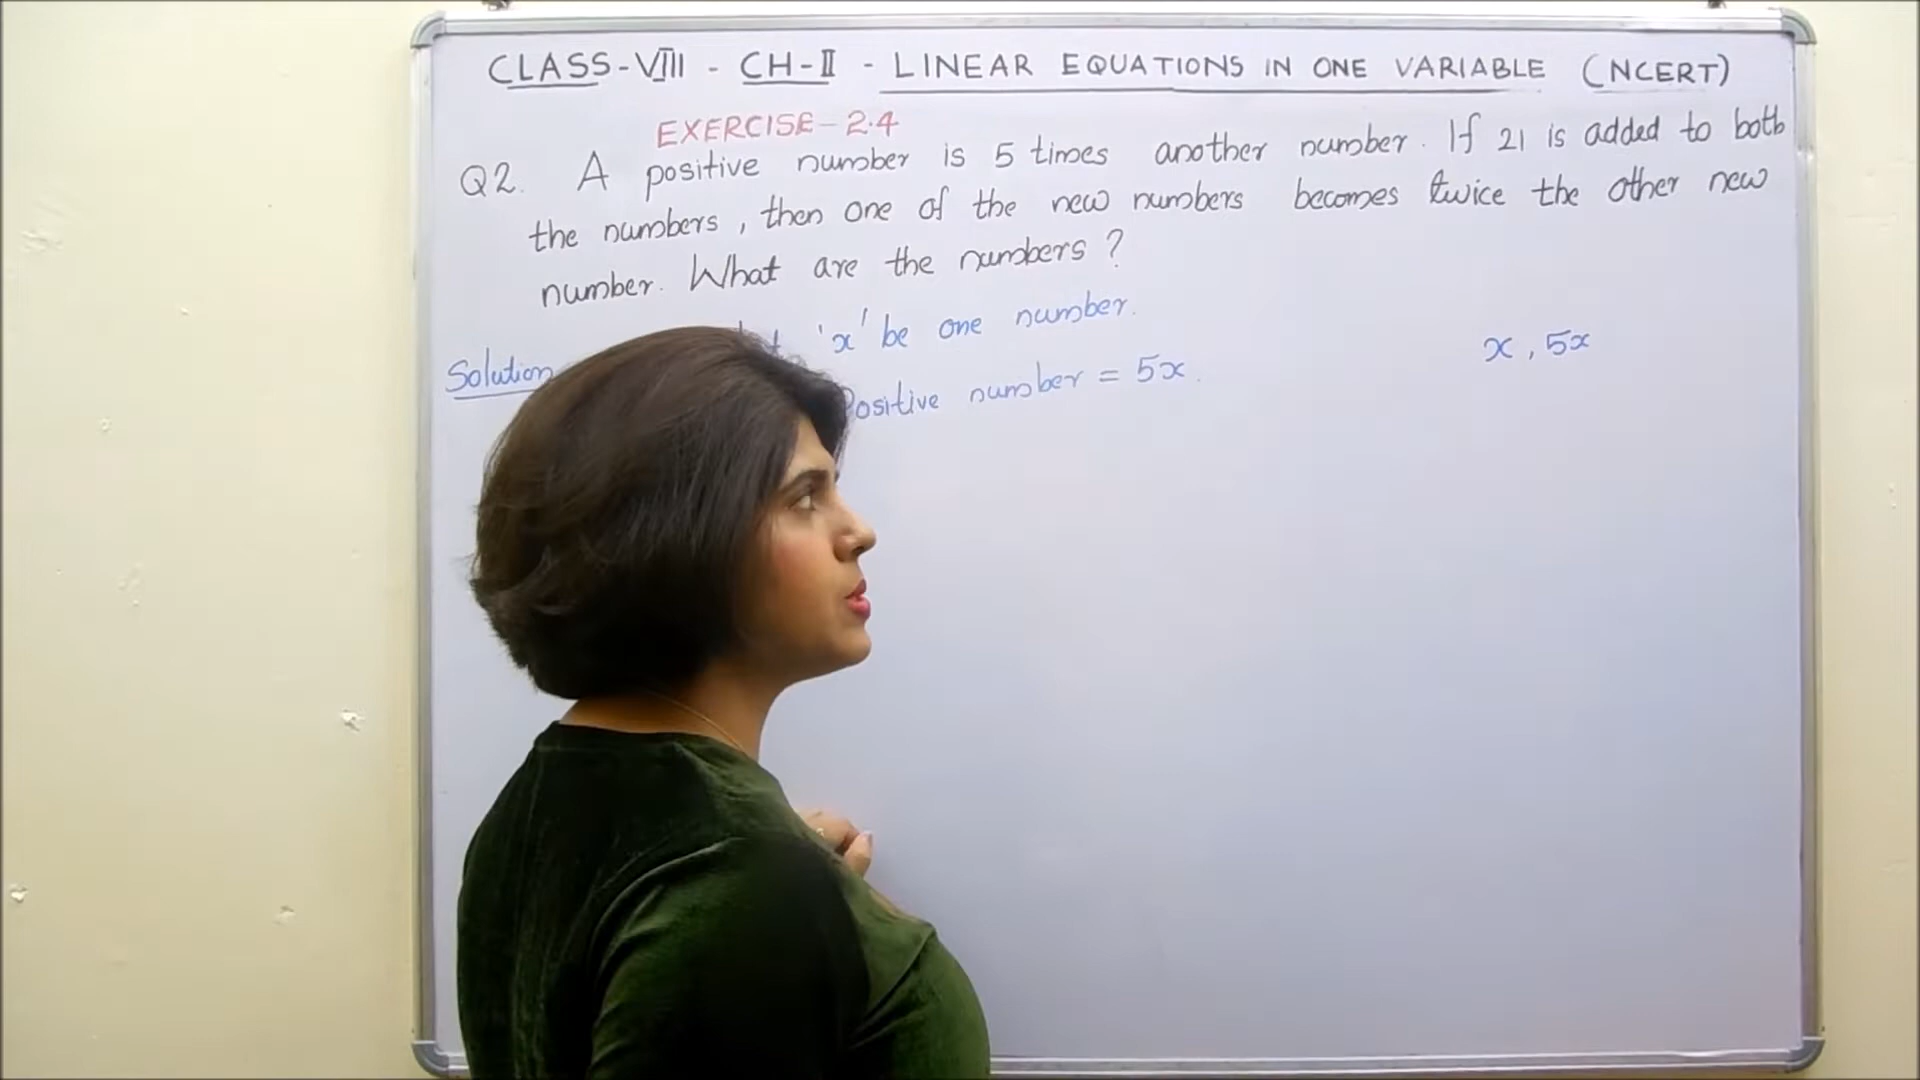 CLASS-VIII - CH-II - LINEAR EQUATIONS IN ONE VARIABLE (NCERT)
EXERCISE-2.4
Q2. A positive number is 5 times another number. If 21 is added to both
the numbers, then one of the new numbers becomes twice the other new
number. What are the numbers?
Solution
'x' be one number.
Positive number = 5x.
x, 5x